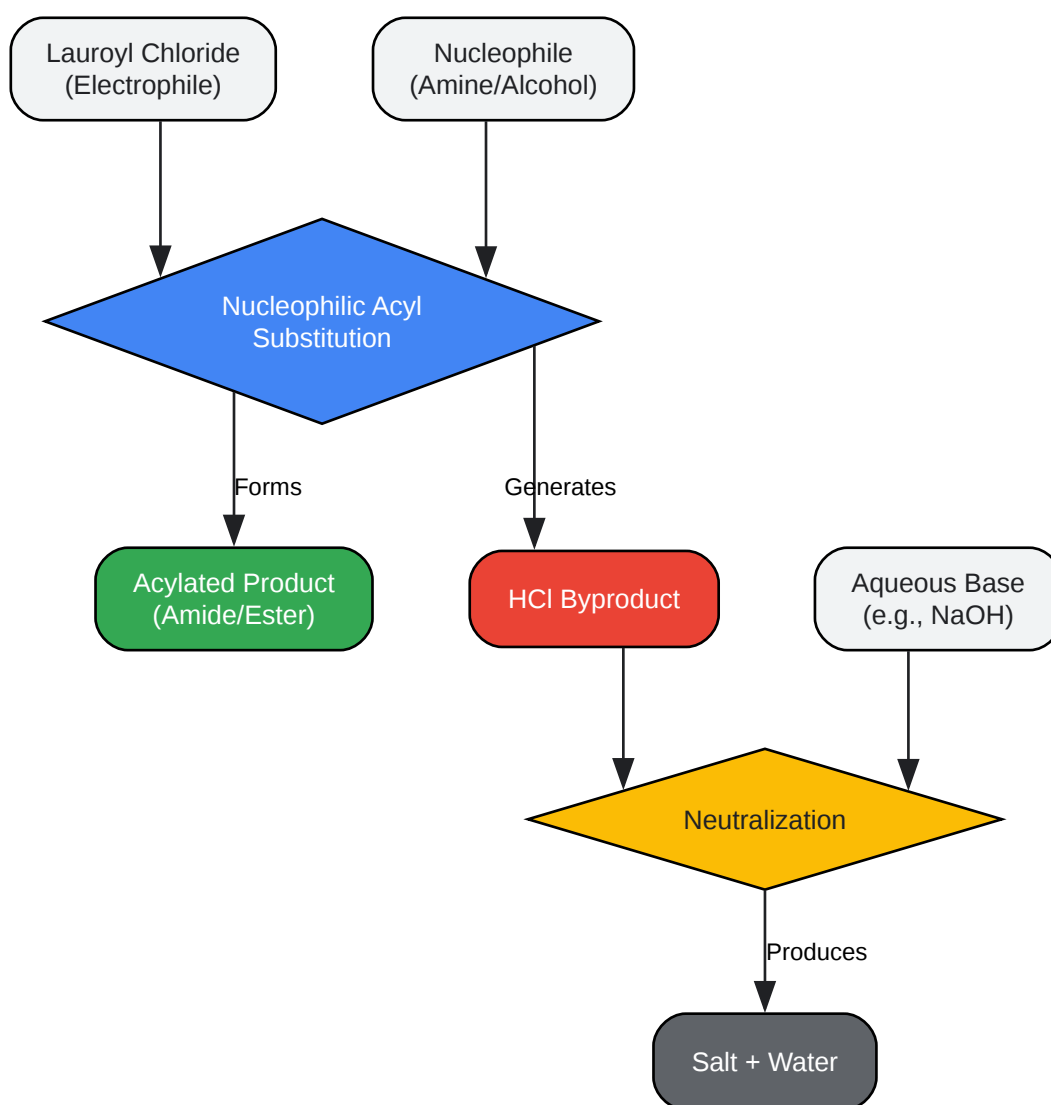 Lauroyl Chloride
(Electrophile)
Nucleophile
(Amine/Alcohol)
Nucleophilic Acyl
Substitution
Forms
Generates
Acylated Product
(Amide/Ester)
HCl Byproduct
Aqueous Base
(e.g., NaOH)
Neutralization
Produces
Salt + Water